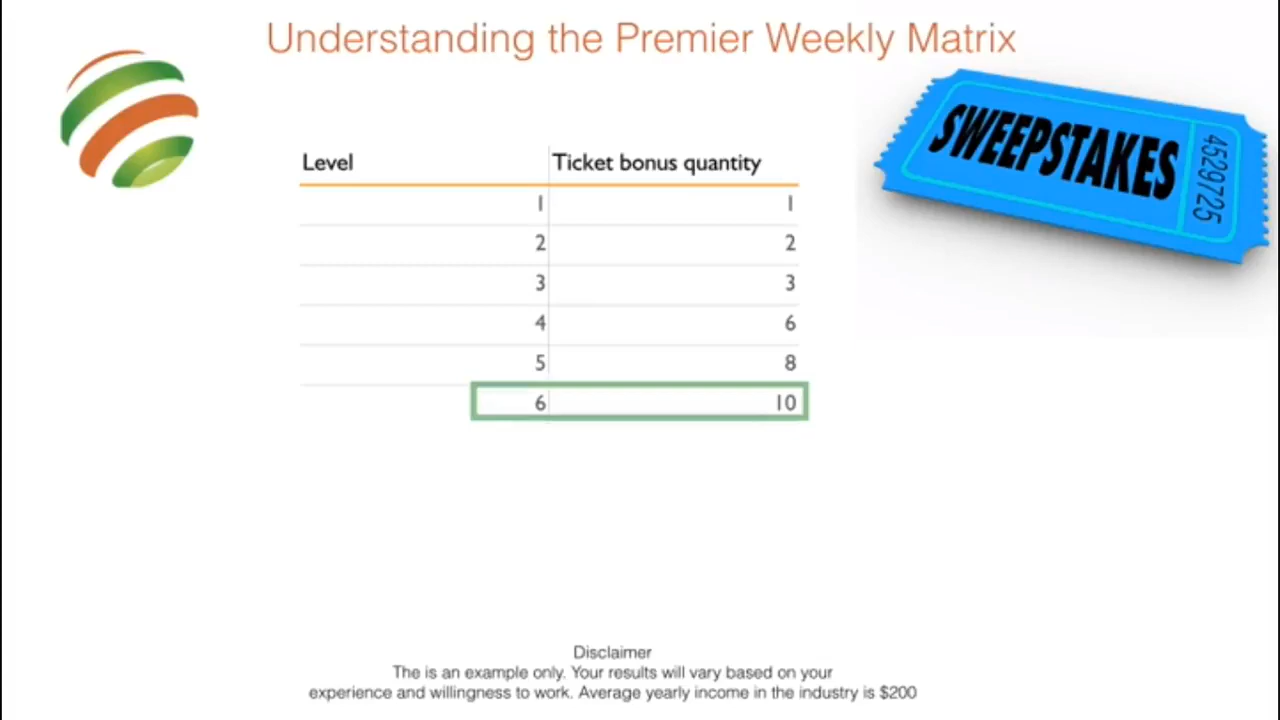 Understanding the Premier Weekly Matrix
SWEEPSTAKES 4529725
Level Ticket bonus quantity
1 1
2 2
3 3
4 6
5 8
6 10
Disclaimer
The is an example only. Your results will vary based on your
experience and willingness to work. Average yearly income in the industry is $200